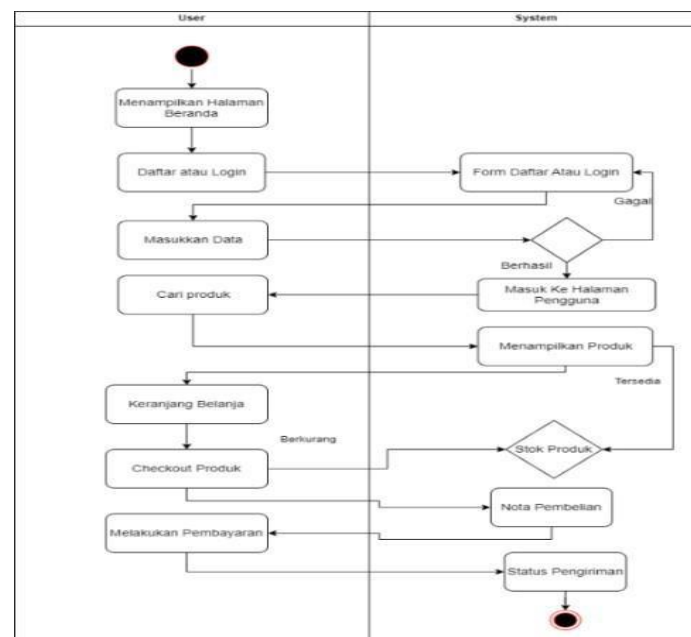 User
System
Menampilkan Halaman
Beranda
Daftar atau Login
Form Daftar Atau Login
Gagal
Masukkan Data
Berhasil
Cari produk
Masuk Ke Halaman
Pengguna
Menampilkan Produk
Tersedia
Keranjang Belanja
Berkurang
Checkout Produk
Stok Produk
Nota Pembelian
Melakukan Pembayaran
Status Pengiriman